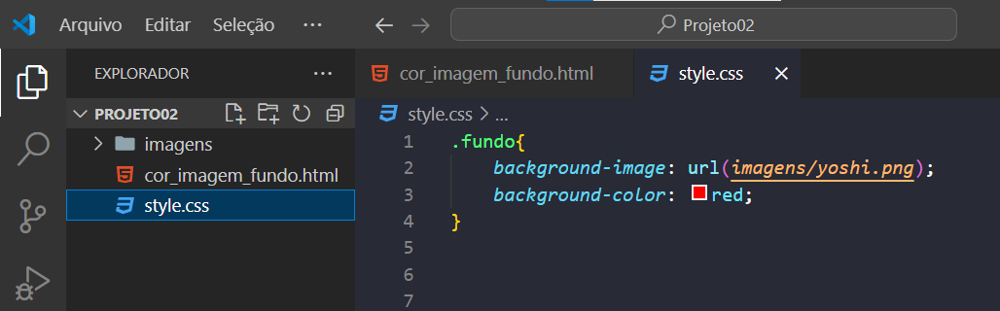 Arquivo Editar Seleção ... Projeto02
EXPLORADOR ... cor_imagem_fundo.html style.css
PROJETO02 style.css > ...
imagens
cor_imagem_fundo.html
style.css
1 .fundo{
2 background-image: url(imagens/yoshi.png);
3 background-color: red;
4 }
5
6
7